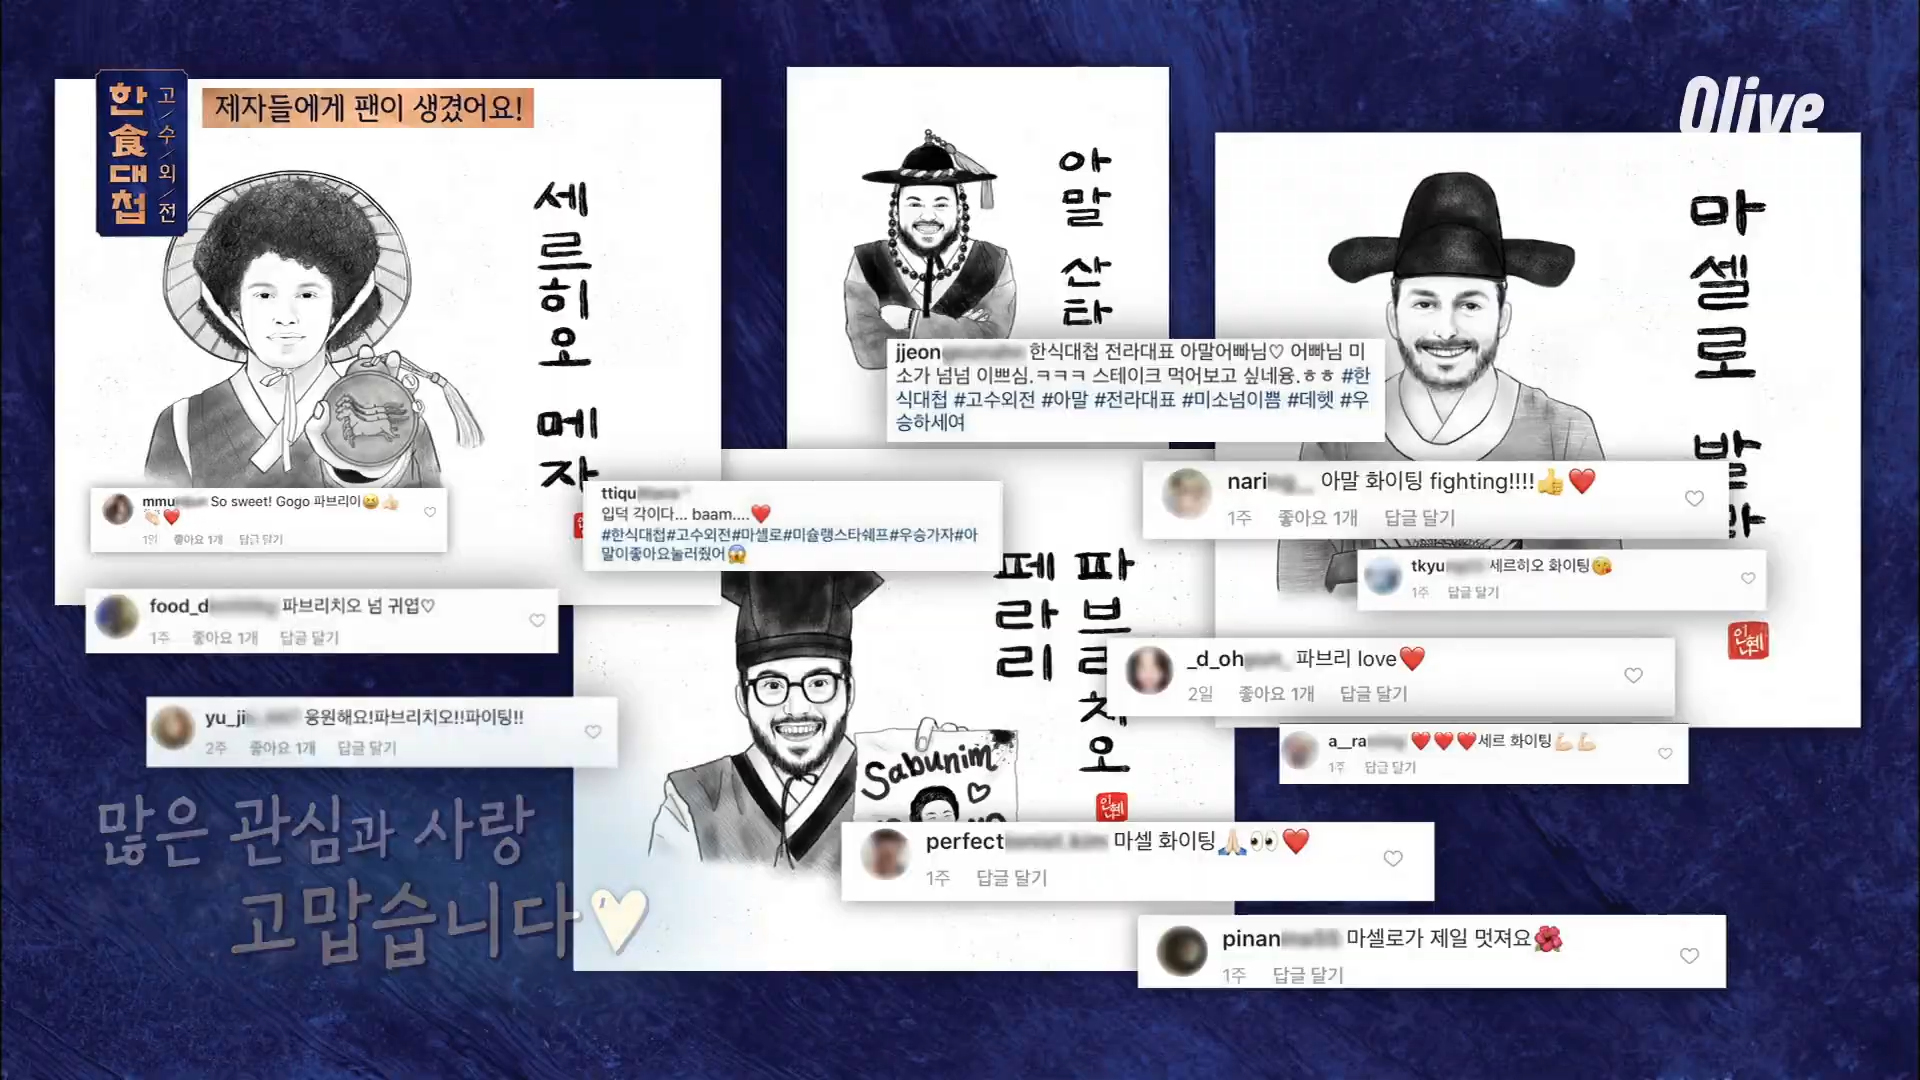 한食대첩
고/수/외/전
제자들에게 팬이 생겼어요!
Olive
세르히오 메자
아말 산타
마셀로 발라
jjeon 한식대첩 전라대표 아말어빠님♡ 어빠님 미
소가 넘넘 이쁘심.ㅋㅋㅋ 스테이크 먹어보고 싶네융.ㅎㅎ #한
식대첩 #고수외전 #아말 #전라대표 #미소넘이쁨 #데헷 #우
승하세여
mmu So sweet! Gogo 파브리이😆👍🏻
👏🏻❤️
1일 좋아요 1개 답글 달기
ttiqu
입덕 각이다... baam....❤️
#한식대첩#고수외전#마셀로#미슐랭스타쉐프#우승가자#아
말이좋아요눌러줬어😱
nari __ 아말 화이팅 fighting!!!!👍❤️
1주 좋아요 1개 답글 달기
tkyu 세르히오 화이팅😘
1주 답글 달기
food_d 파브리치오 넘 귀엽♡
1주 좋아요 1개 답글 달기
파브리치오
페라리
_d_oh 파브리 love❤️
2일 좋아요 1개 답글 달기
인혜나
yu_ji 응원해요!파브리치오!!파이팅!!
2주 좋아요 1개 답글 달기
a__ra ❤️❤️❤️세르 화이팅💪🏻💪🏻
1주 답글 달기
Sabunim
♡
인혜나
perfect 마셀 화이팅🙏🏻👀❤️
1주 답글 달기
많은 관심과 사랑
고맙습니다♥
pinan 마셀로가 제일 멋져요🌺
1주 답글 달기